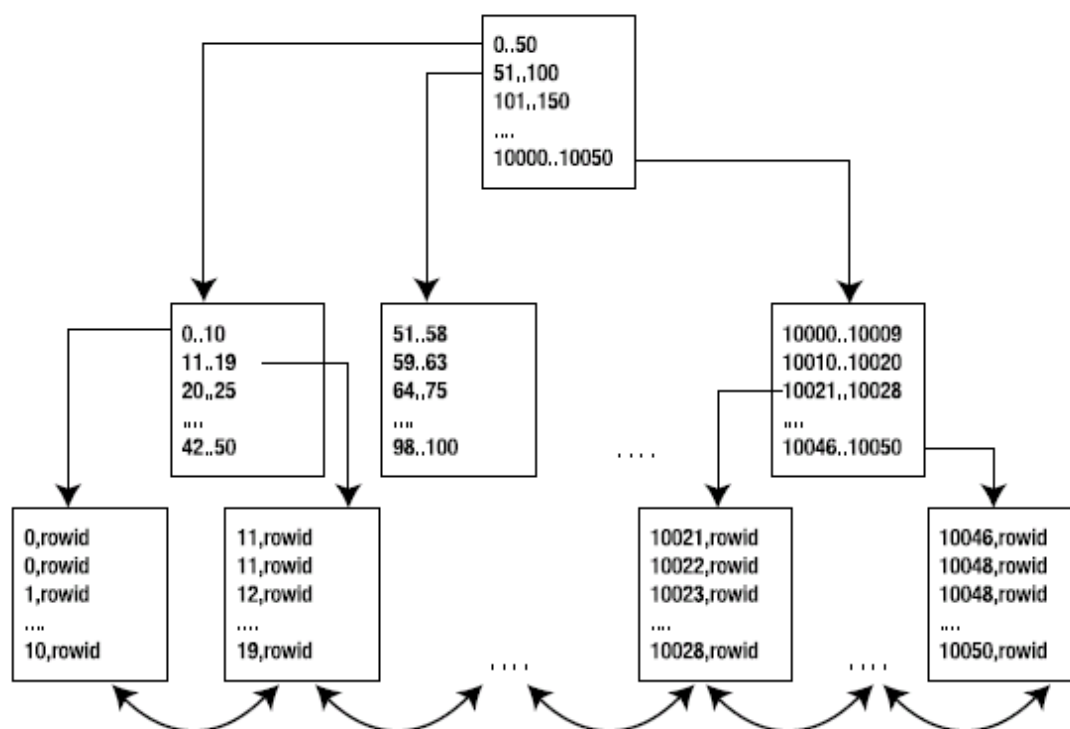 0..50
51,,100
101..150
....
10000..10050
0..10
11..19
20,,25
....
42..50
51..58
59..63
64,,75
....
98..100
....
10000..10009
10010..10020
10021,,10028
....
10046..10050
0,rowid
0,rowid
1,rowid
....
10,rowid
11,rowid
11,rowid
12,rowid
....
19,rowid
....
10021,rowid
10022,rowid
10023,rowid
....
10028,rowid
....
10046,rowid
10048,rowid
10048,rowid
....
10050,rowid